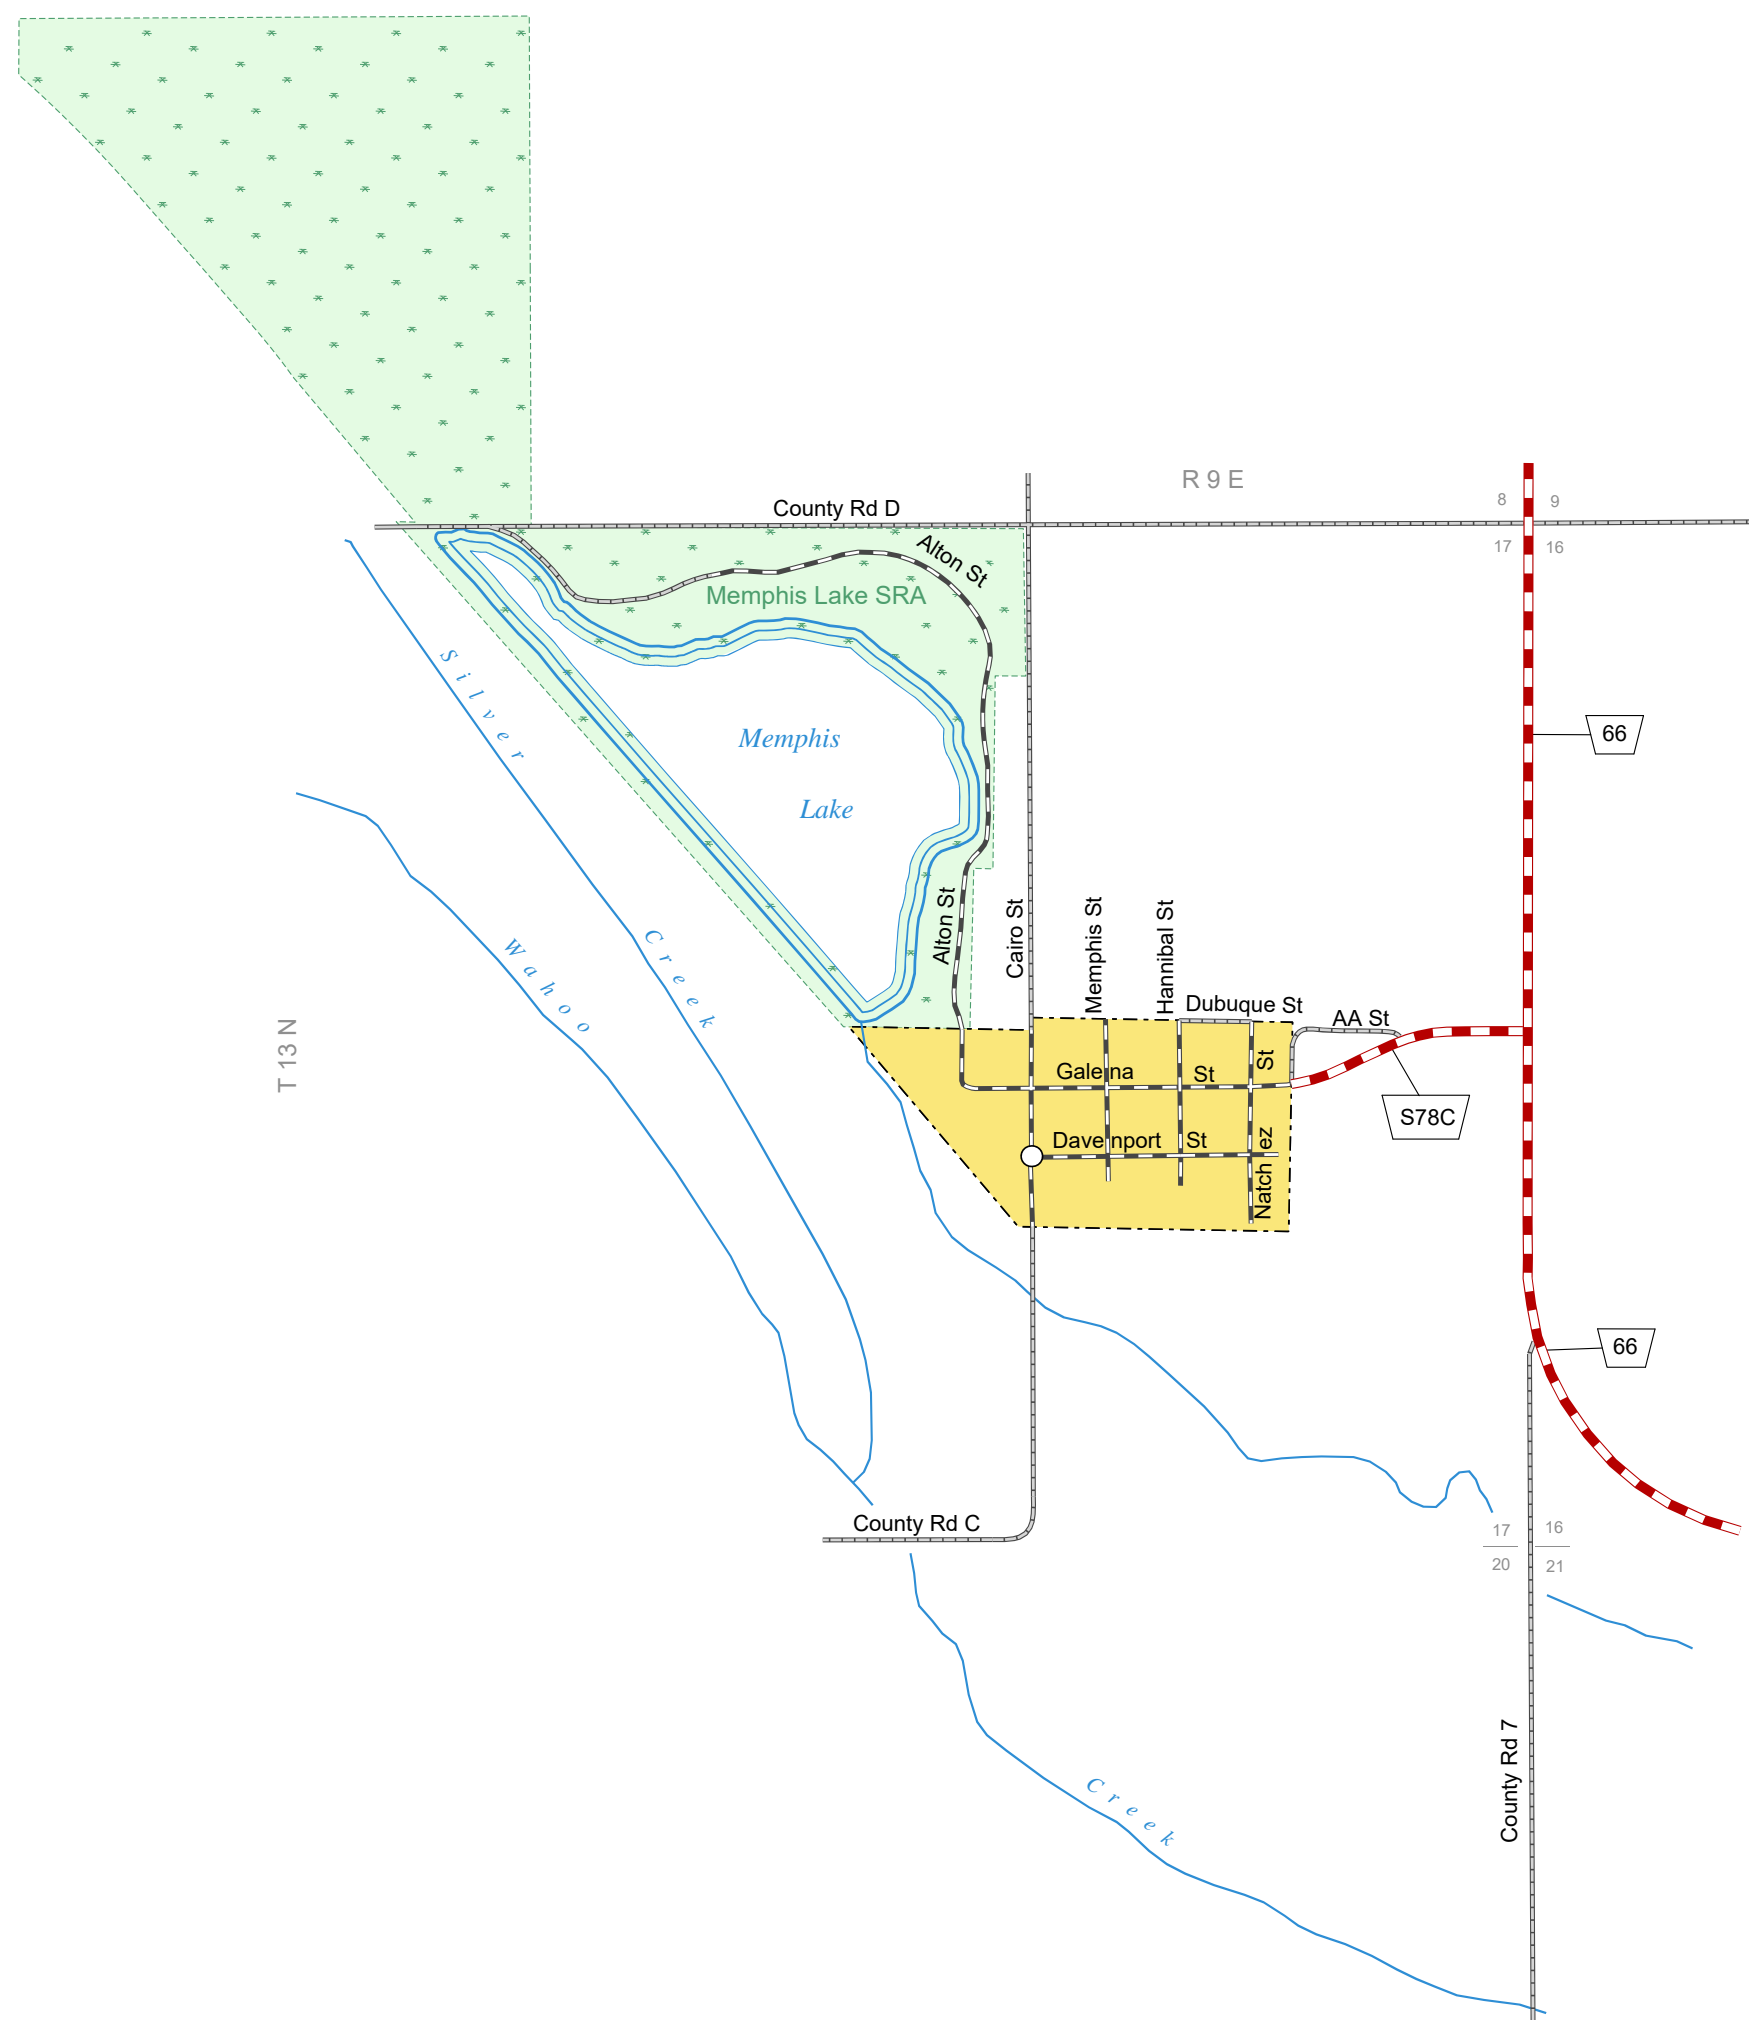 R 9 E
8
9
County Rd D
17
16
Alton St
Memphis Lake SRA
Silver
66
Memphis
Lake
Alton St
Cairo St
Memphis St
Hannibal St
Creek
Wahoo
Dubuque St
AA St
T 13 N
Galena St
S78C
Davenport St
Natchez St
66
County Rd C
17
16
20
21
County Rd 7
Creek